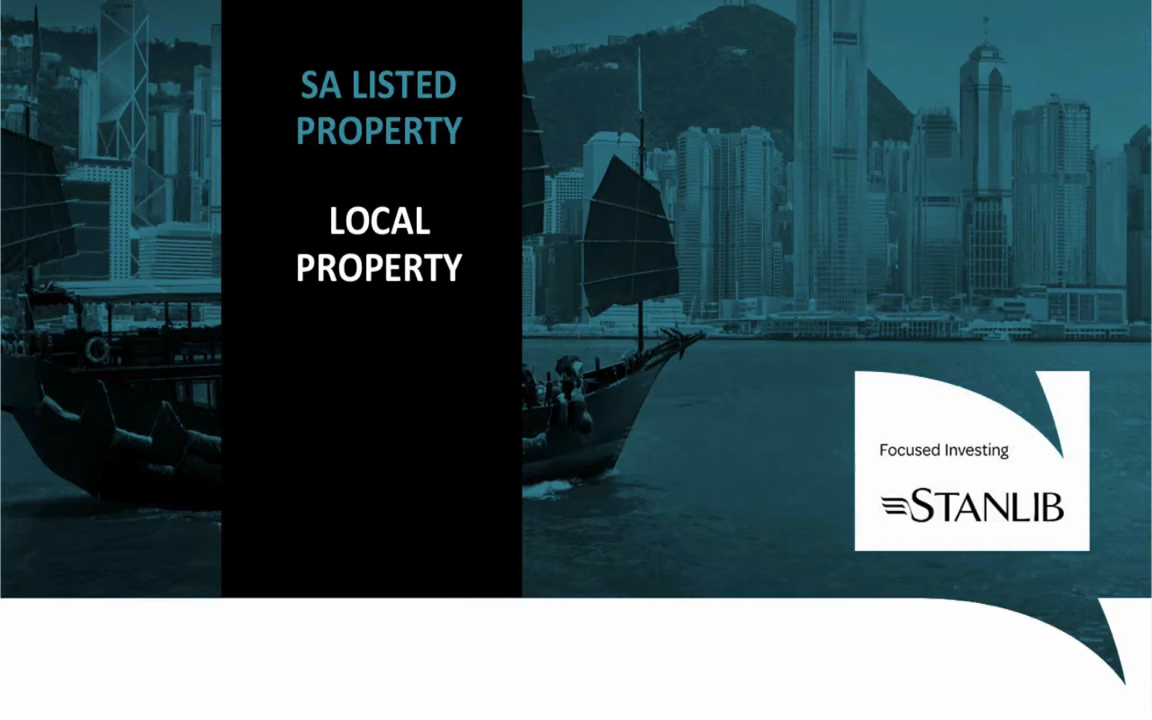 SA LISTED
PROPERTY
LOCAL
PROPERTY
Focused Investing
STANLIB